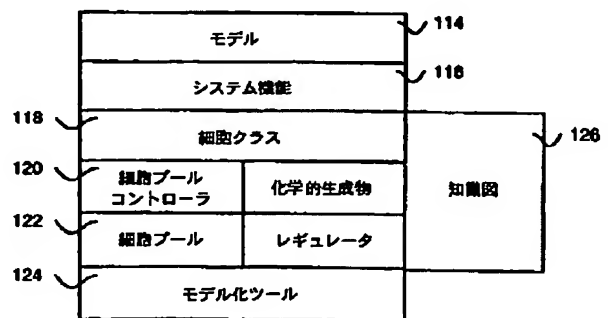 モデル
114
システム機能
116
118
細胞クラス
126
120
細胞プール
コントローラ
化学的生成物
知識図
122
細胞プール
レギュレータ
124
モデル化ツール